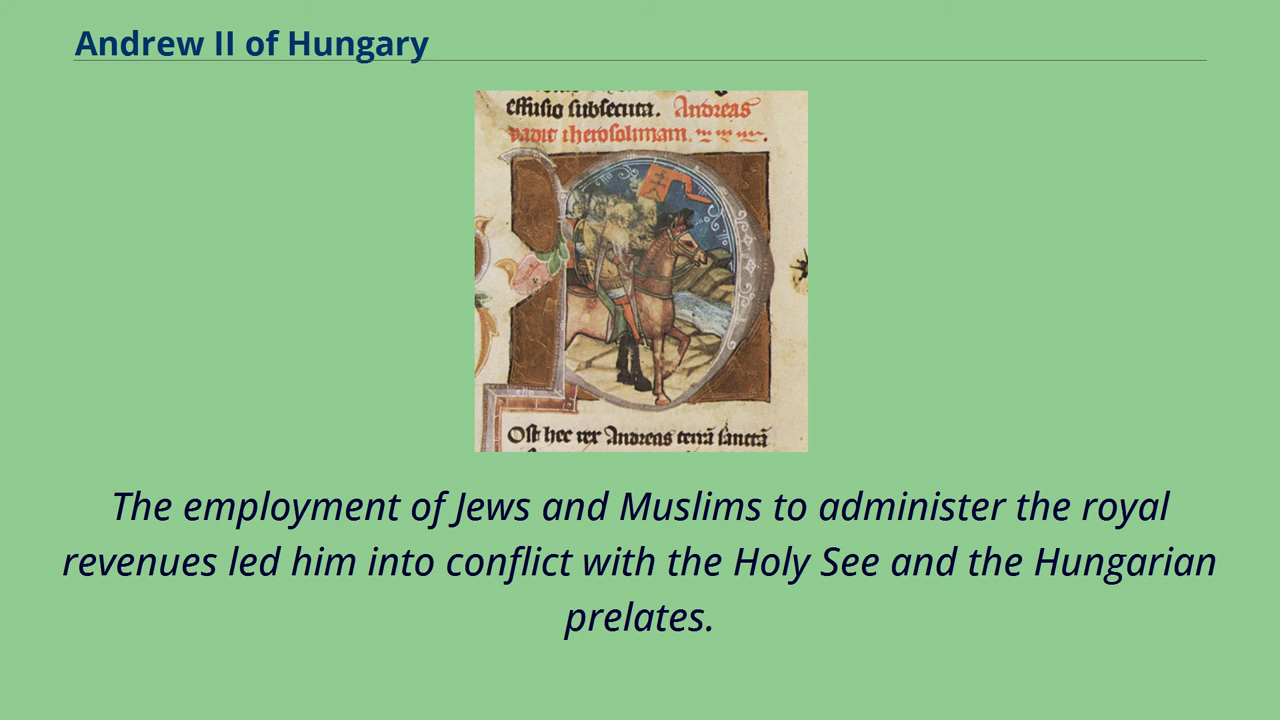 Andrew II of Hungary
effusio subsecuta. Andreas
vadit iherosolimam.
Ost hec rex Andreas terrā sanctā
The employment of Jews and Muslims to administer the royal
revenues led him into conflict with the Holy See and the Hungarian
prelates.